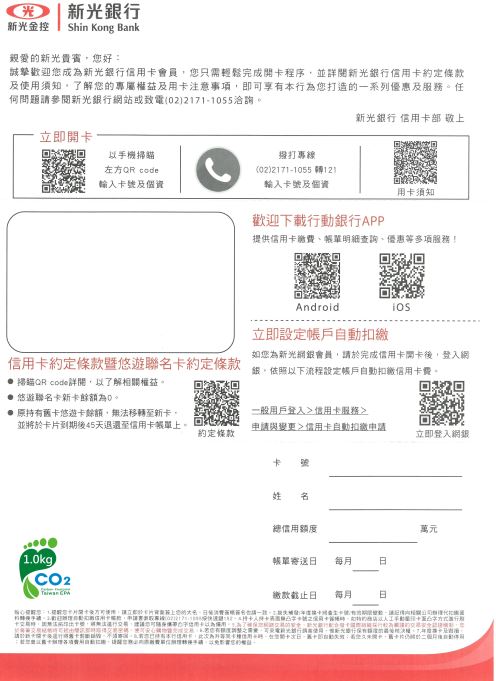 新光金控
新光銀行
Shin Kong Bank
親愛的新光貴賓，您好：
誠摯歡迎您成為新光銀行信用卡會員，您只需輕鬆完成開卡程序，並詳閱新光銀行信用卡約定條款
及使用須知，了解您的專屬權益及用卡注意事項，即可享有本行為您打造的一系列優惠及服務。任
何問題請參閱新光銀行網站或致電(02)2171-1055洽詢。
新光銀行 信用卡部 敬上
立即開卡
以手機掃瞄
左方QR code
輸入卡號及個資
撥打專線
(02)2171-1055 轉121
輸入卡號及個資
用卡須知
歡迎下載行動銀行APP
提供信用卡繳費、帳單明細查詢、優惠等多項服務！
Android
iOS
立即設定帳戶自動扣繳
如您為新光網銀會員，請於完成信用卡開卡後，登入網
銀，依照以下流程設定帳戶自動扣繳信用卡費。
一般用戶登入＞信用卡服務＞
申請與變更＞信用卡自動扣繳申請
立即登入網銀
信用卡約定條款暨悠遊聯名卡約定條款
● 掃瞄QR code詳閱，以了解相關權益。
● 悠遊聯名卡新卡餘額為0。
● 原持有舊卡悠遊卡餘額，無法移轉至新卡，
並將於卡片到期後45天退還至信用卡帳單上。
約定條款
卡 號
姓 名
總信用額度 萬元
帳單寄送日 每月 日
繳款截止日 每月 日
1.0kg
CO2
Carbon Footprint
Taiwan EPA